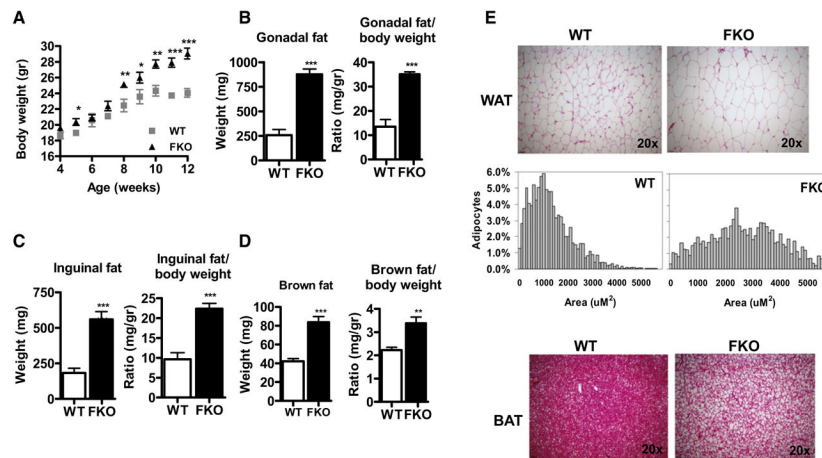 A
Body weight (gr)
30
28
26
24
22
20
18
16
4 6 8 10 12
Age (weeks)
* ** * ** *** ***
WT
FKO
B
Gonadal fat
Weight (mg)
1000
750
500
250
0
***
WT FKO
Gonadal fat/
body weight
Ratio (mg/gr)
40
30
20
10
0
***
WT FKO
C
Inguinal fat
Weight (mg)
750
500
250
0
***
WT FKO
Inguinal fat/
body weight
Ratio (mg/gr)
25
20
15
10
5
0
***
WT FKO
D
Brown fat
Weight (mg)
100
80
60
40
20
0
***
WT FKO
Brown fat/
body weight
Ratio (mg/gr)
4
3
2
1
0
**
WT FKO
E
WT FKO
WAT
20x 20x
Adipocytes
6.0%
5.0%
4.0%
3.0%
2.0%
1.0%
0.0%
WT
0 1000 2000 3000 4000 5000
Area (uM2)
FKO
0 1000 2000 3000 4000 5000
Area (uM2)
WT FKO
BAT
20x 20x